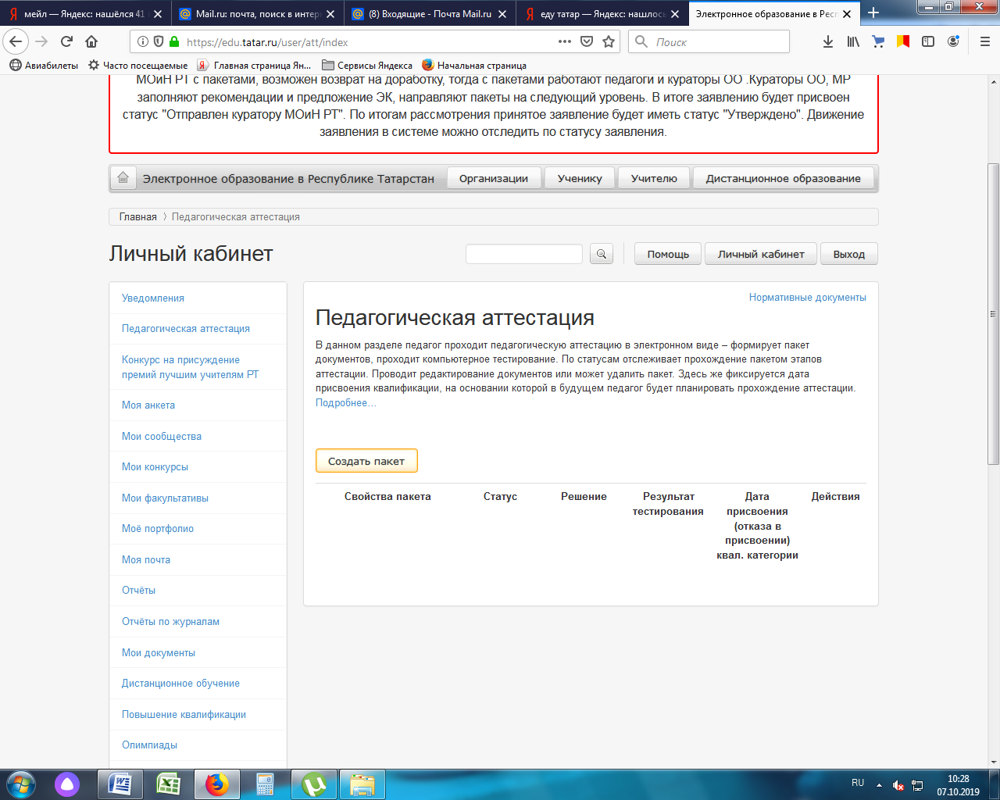 мейл — Яндекс: нашёлся 41
Mail.ru: почта, поиск в интер
(8) Входящие - Почта Mail.ru
еду татар — Яндекс: нашлось
Электронное образование в Рес
https://edu.tatar.ru/user/att/index
Поиск
Авиабилеты
Часто посещаемые
Главная страница Ян...
Сервисы Яндекса
Начальная страница
МОиН РТ с пакетами, возможен возврат на доработку, тогда с пакетами работают педагоги и кураторы ОО .Кураторы ОО, МР
заполняют рекомендации и предложение ЭК, направляют пакеты на следующий уровень. В итоге заявлению будет присвоен
статус "Отправлен куратору МОиН РТ". По итогам рассмотрения принятое заявление будет иметь статус "Утверждено". Движение
заявления в системе можно отследить по статусу заявления.
Электронное образование в Республике Татарстан
Организации
Ученику
Учителю
Дистанционное образование
Главная 〉 Педагогическая аттестация
Личный кабинет
Помощь
Личный кабинет
Выход
Уведомления
Педагогическая аттестация
Конкурс на присуждение
премий лучшим учителям РТ
Моя анкета
Мои сообщества
Мои конкурсы
Мои факультативы
Моё портфолио
Моя почта
Отчёты
Отчёты по журналам
Мои документы
Дистанционное обучение
Повышение квалификации
Олимпиады
Нормативные документы
Педагогическая аттестация
В данном разделе педагог проходит педагогическую аттестацию в электронном виде – формирует пакет
документов, проходит компьютерное тестирование. По статусам отслеживает прохождение пакетом этапов
аттестации. Проводит редактирование документов или может удалить пакет. Здесь же фиксируется дата
присвоения квалификации, на основании которой в будущем педагог будет планировать прохождение аттестации.
Подробнее...
Создать пакет
Свойства пакета
Статус
Решение
Результат
тестирования
Дата
присвоения
(отказа в
присвоении)
квал. категории
Действия
RU
10:28
07.10.2019